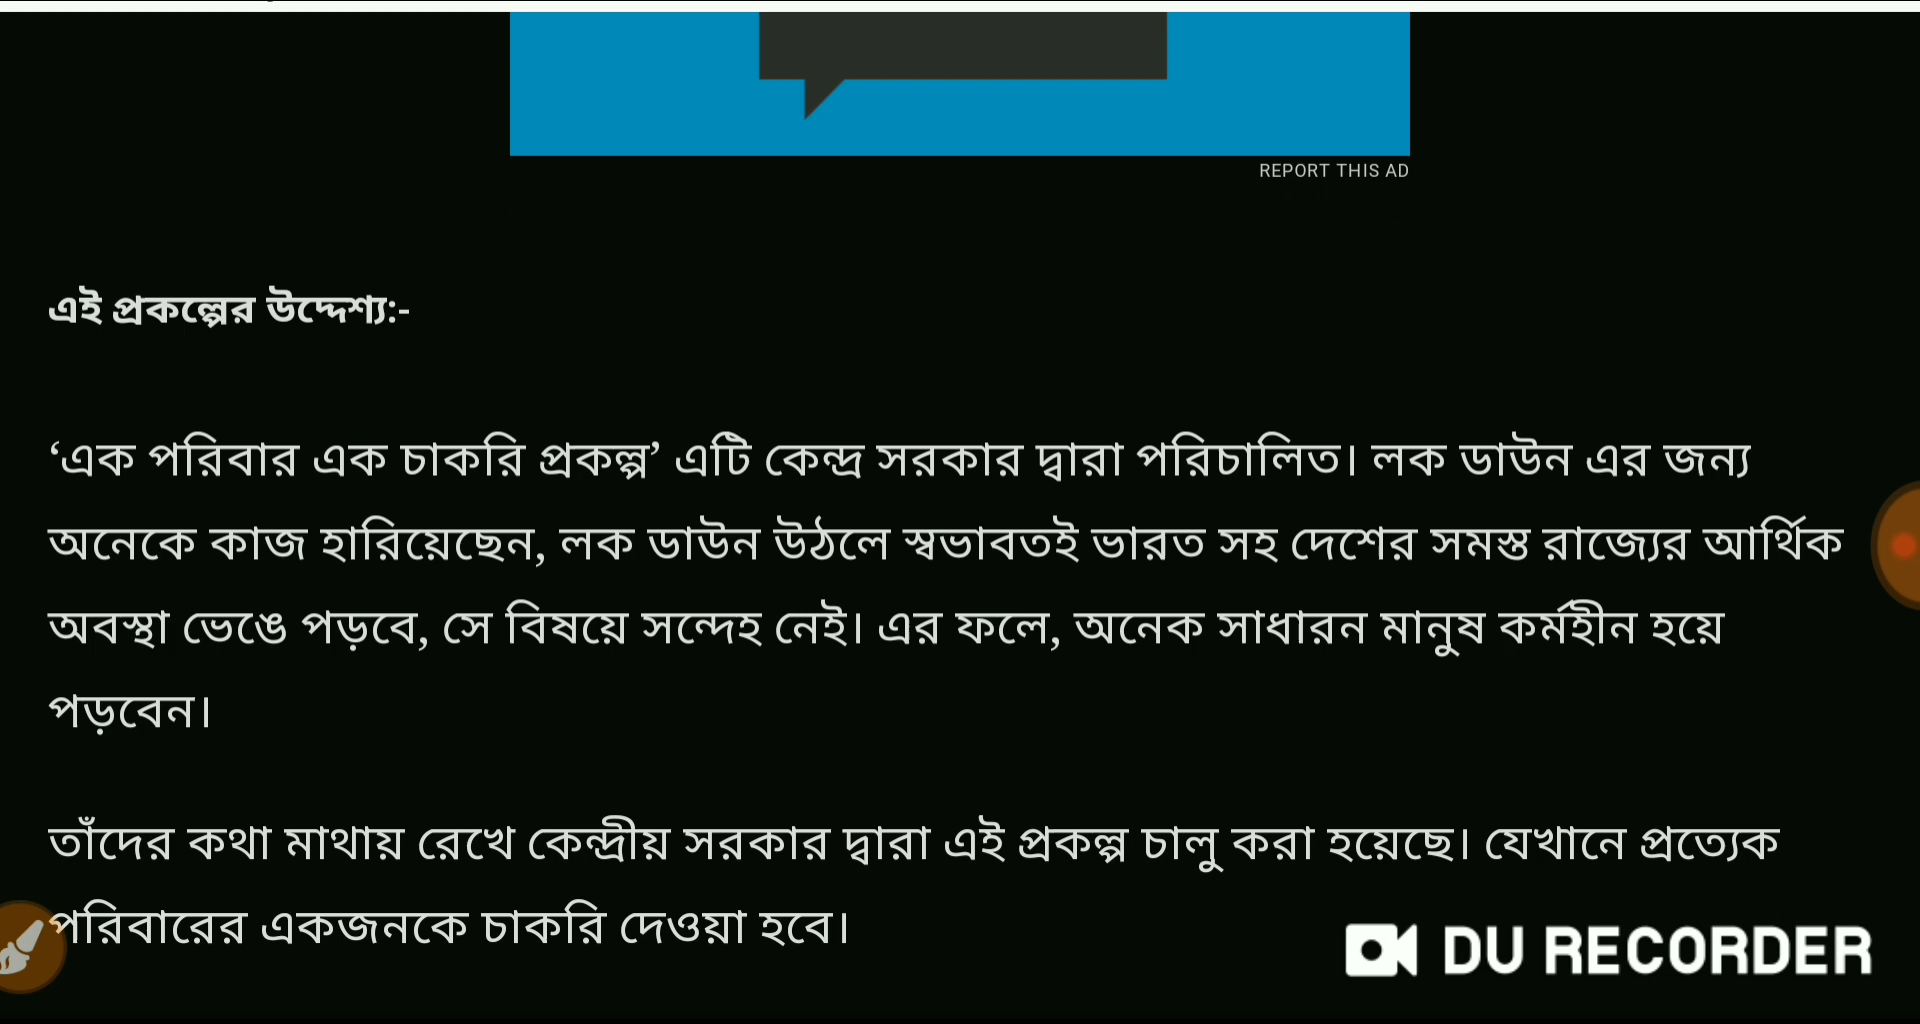 REPORT THIS AD
এই প্রকল্পের উদ্দেশ্য:-
‘এক পরিবার এক চাকরি প্রকল্প’ এটি কেন্দ্র সরকার দ্বারা পরিচালিত। লক ডাউন এর জন্য
অনেকে কাজ হারিয়েছেন, লক ডাউন উঠলে স্বভাবতই ভারত সহ দেশের সমস্ত রাজ্যের আর্থিক
অবস্থা ভেঙে পড়বে, সে বিষয়ে সন্দেহ নেই। এর ফলে, অনেক সাধারন মানুষ কর্মহীন হয়ে
পড়বেন।
তাঁদের কথা মাথায় রেখে কেন্দ্রীয় সরকার দ্বারা এই প্রকল্প চালু করা হয়েছে। যেখানে প্রত্যেক
পরিবারের একজনকে চাকরি দেওয়া হবে।
DU RECORDER